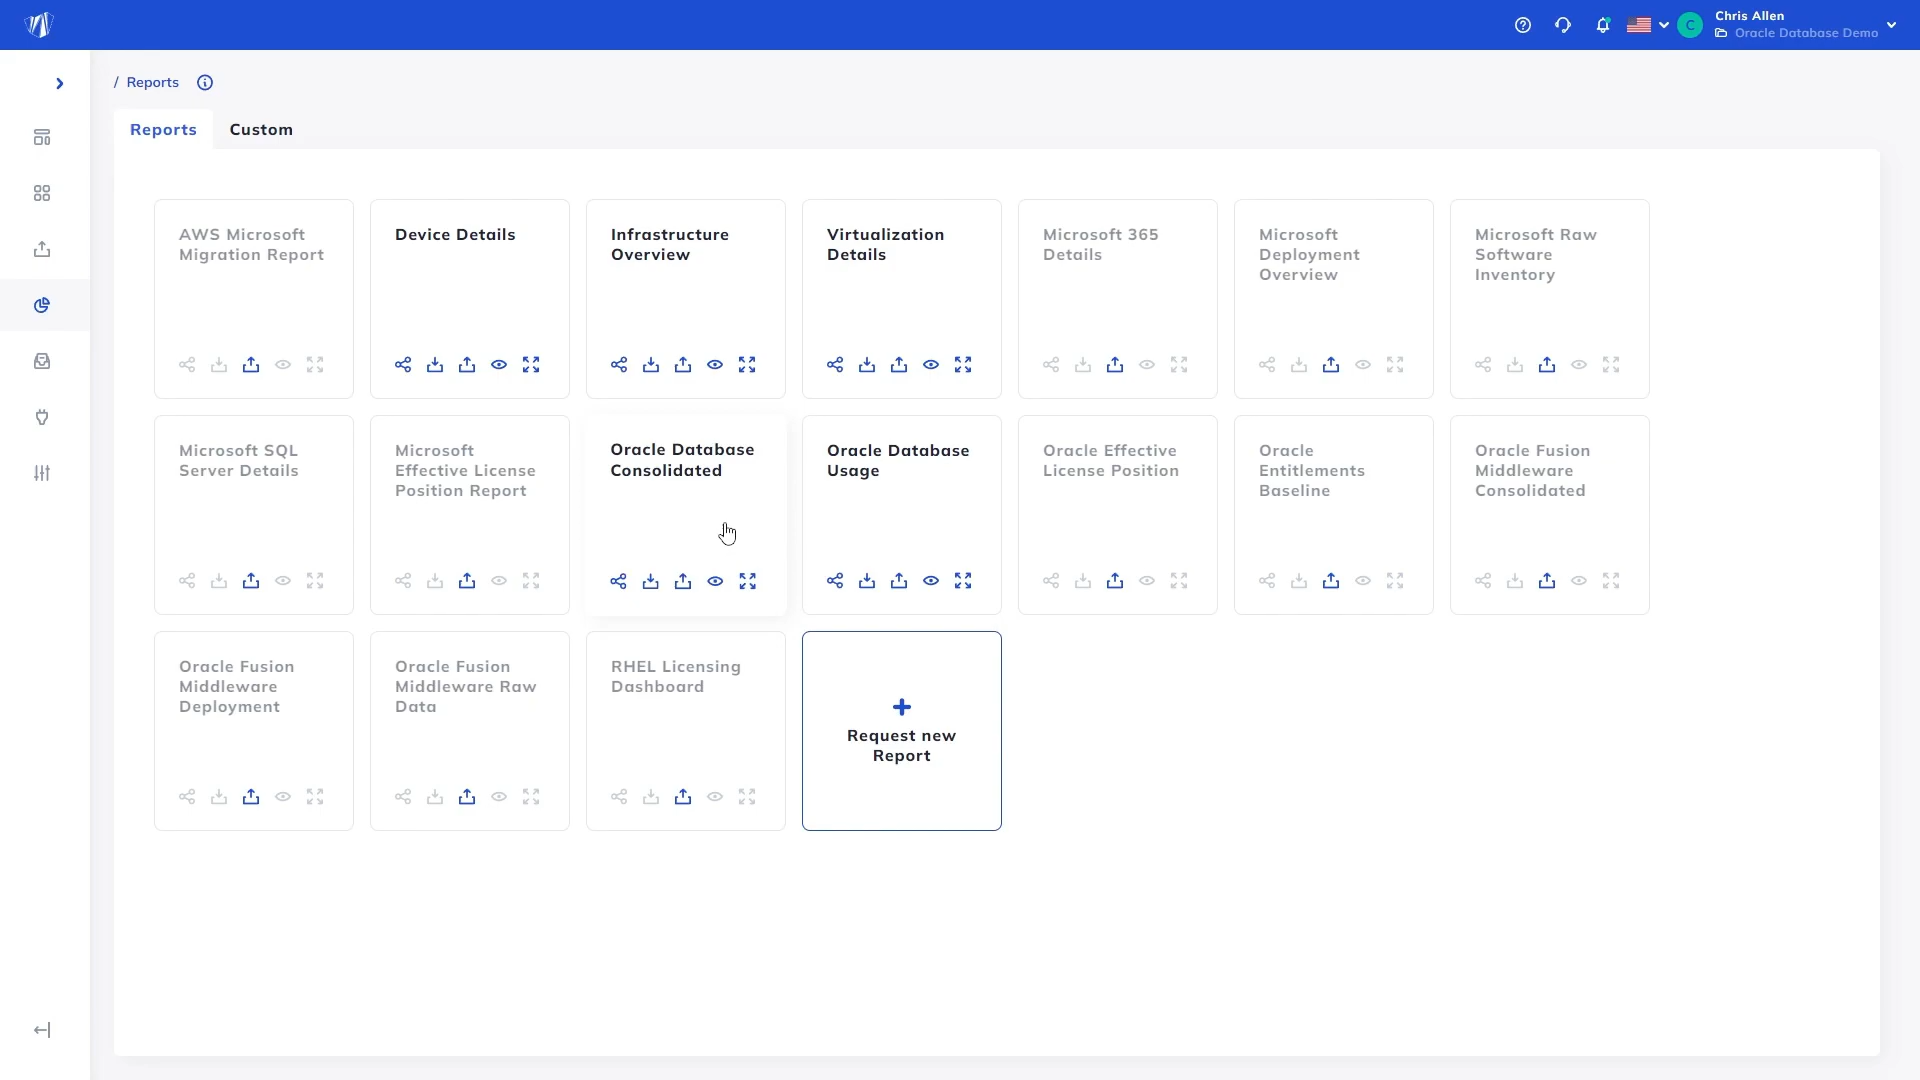 Chris Allen
Oracle Database Demo
C
/ Reports
Reports
Custom
AWS Microsoft
Migration Report
Device Details
Infrastructure
Overview
Virtualization
Details
Microsoft 365
Details
Microsoft
Deployment
Overview
Microsoft Raw
Software
Inventory
Microsoft SQL
Server Details
Microsoft
Effective License
Position Report
Oracle Database
Consolidated
Oracle Database
Usage
Oracle Effective
License Position
Oracle
Entitlements
Baseline
Oracle Fusion
Middleware
Consolidated
Oracle Fusion
Middleware
Deployment
Oracle Fusion
Middleware Raw
Data
RHEL Licensing
Dashboard
Request new
Report